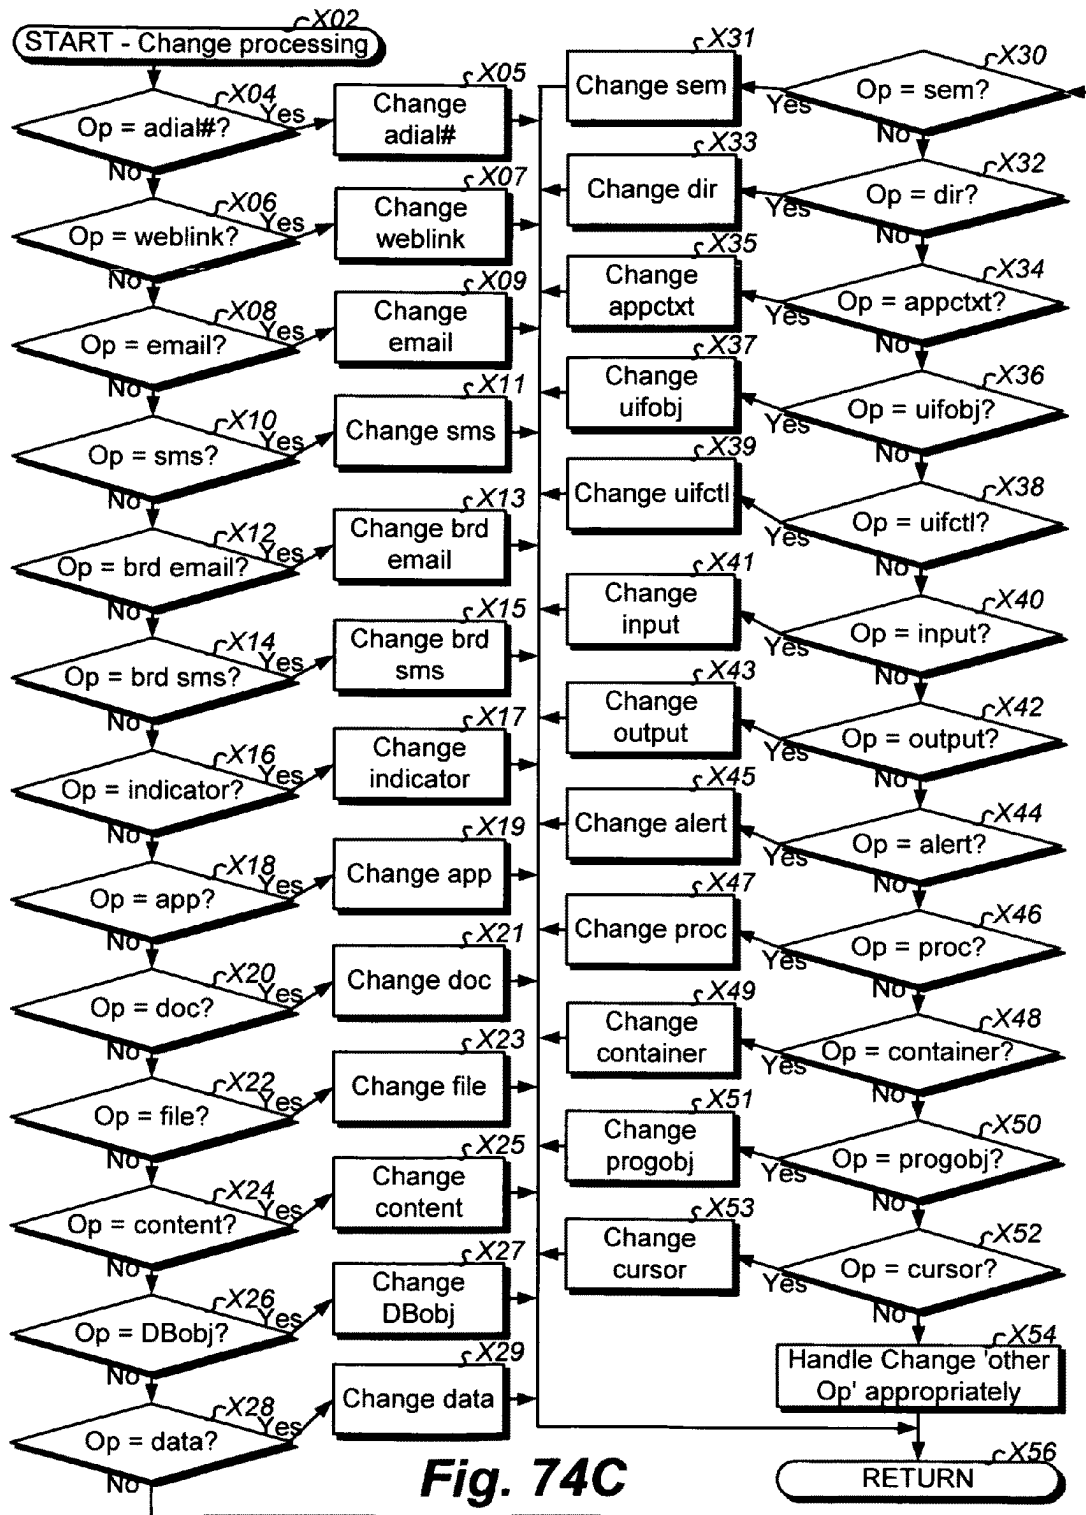 X02
START - Change processing
X04
Op = adial#?
Yes
No
X05
Change
adial#
X06
Op = weblink?
Yes
No
X07
Change
weblink
X08
Op = email?
Yes
No
X09
Change
email
X10
Op = sms?
Yes
No
X11
Change sms
X12
Op = brd email?
Yes
No
X13
Change brd
email
X14
Op = brd sms?
Yes
No
X15
Change brd
sms
X16
Op = indicator?
Yes
No
X17
Change
indicator
X18
Op = app?
Yes
No
X19
Change app
X20
Op = doc?
Yes
No
X21
Change doc
X22
Op = file?
Yes
No
X23
Change file
X24
Op = content?
Yes
No
X25
Change
content
X26
Op = DBobj?
Yes
No
X27
Change
DBobj
X28
Op = data?
Yes
No
X29
Change data
X30
Op = sem?
Yes
No
X31
Change sem
X32
Op = dir?
Yes
No
X33
Change dir
X34
Op = appctxt?
Yes
No
X35
Change
appctxt
X36
Op = uifobj?
Yes
No
X37
Change
uifobj
X38
Op = uifctl?
Yes
No
X39
Change uifctl
X40
Op = input?
Yes
No
X41
Change
input
X42
Op = output?
Yes
No
X43
Change
output
X44
Op = alert?
Yes
No
X45
Change alert
X46
Op = proc?
Yes
No
X47
Change proc
X48
Op = container?
Yes
No
X49
Change
container
X50
Op = progobj?
Yes
No
X51
Change
progobj
X52
Op = cursor?
Yes
No
X53
Change
cursor
X54
Handle Change 'other
Op' appropriately
X56
RETURN
Fig. 74C